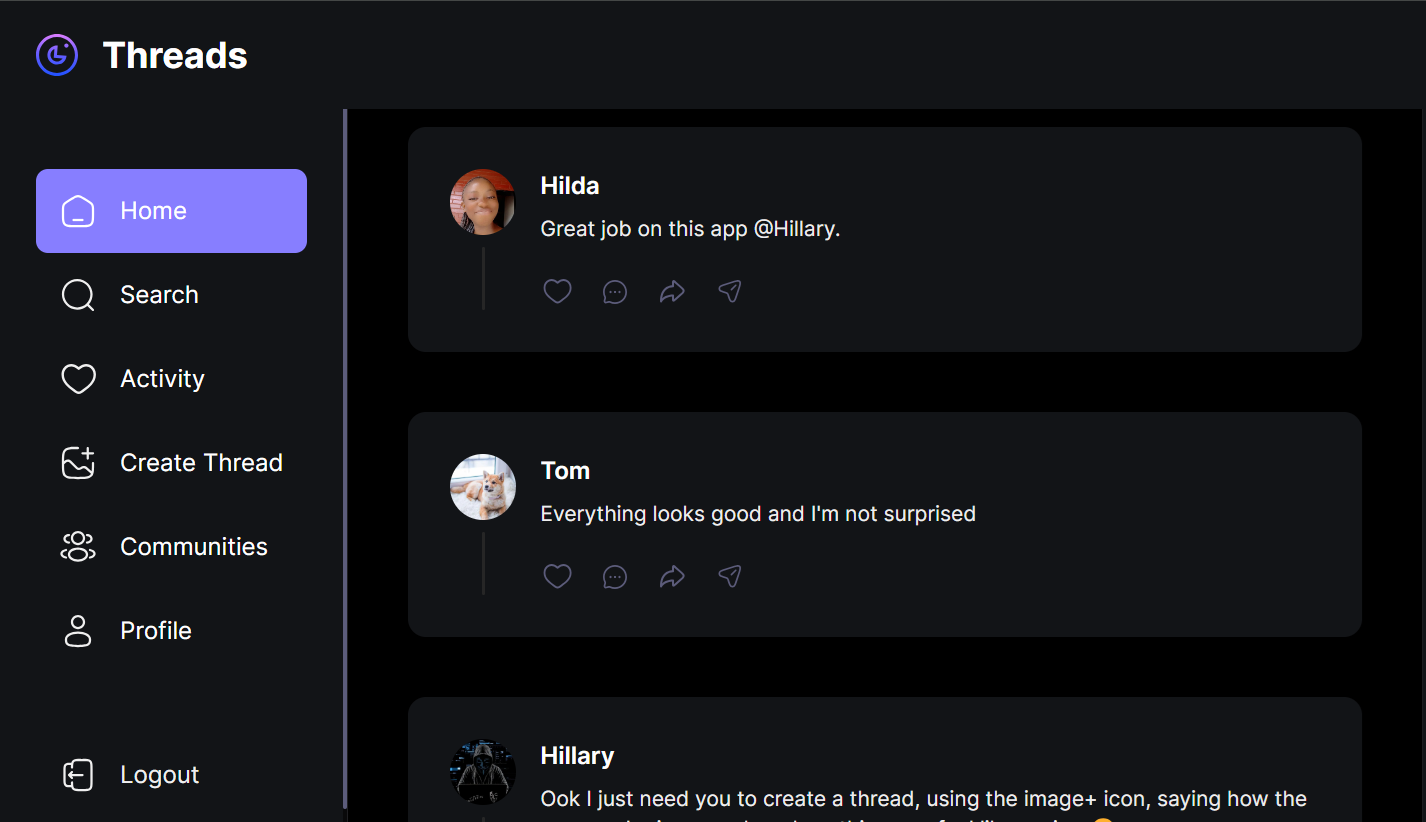 Threads
Home
Search
Activity
Create Thread
Communities
Profile
Logout
Hilda
Great job on this app @Hillary.
Tom
Everything looks good and I'm not surprised
Hillary
Ook I just need you to create a thread, using the image+ icon, saying how the